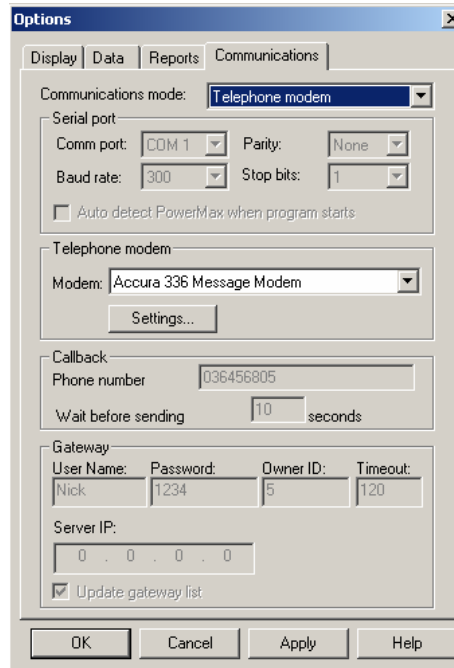 Options
Display Data Reports Communications
Communications mode: Telephone modem
Serial port
Comm port: COM 1 Parity: None
Baud rate: 300 Stop bits: 1
Auto detect PowerMax when program starts
Telephone modem
Modem: Accura 336 Message Modem
Settings...
Callback
Phone number 036456805
Wait before sending 10 seconds
Gateway
User Name: Password: Owner ID: Timeout:
Nick 1234 5 120
Server IP:
0 . 0 . 0 . 0
Update gateway list
OK Cancel Apply Help